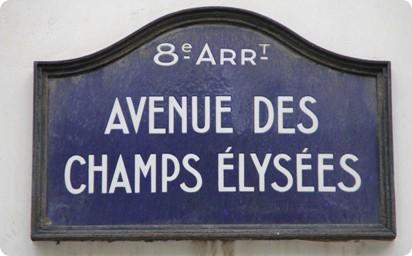 8e ARRT
AVENUE DES
CHAMPS ÉLYSÉES